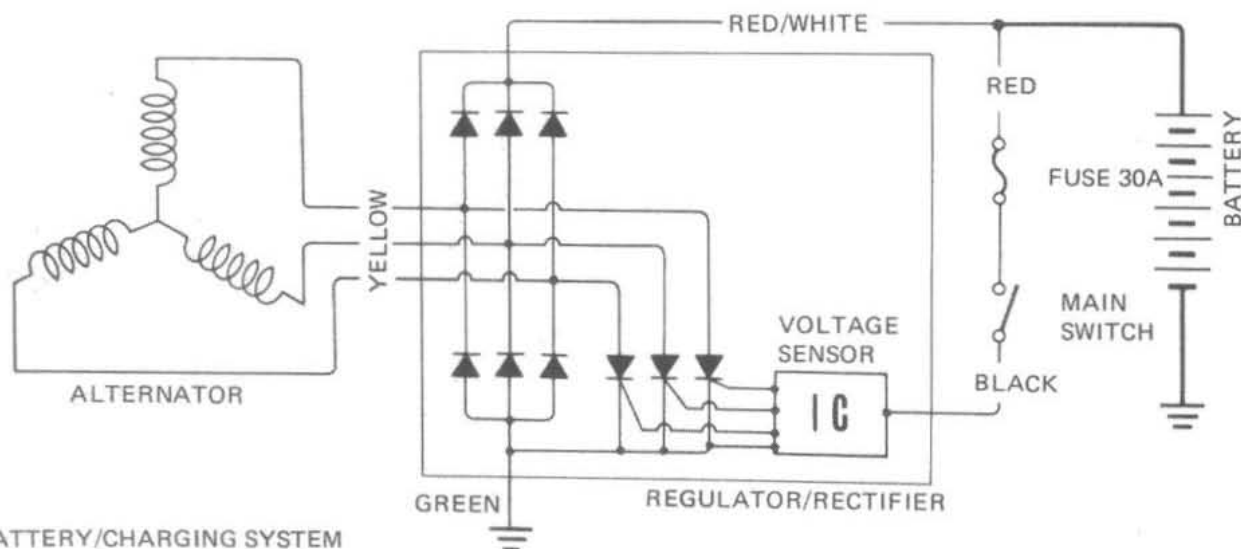 RED/WHITE
RED
FUSE 30A
BATTERY
YELLOW
VOLTAGE
SENSOR
MAIN
SWITCH
IC
BLACK
ALTERNATOR
GREEN
REGULATOR/RECTIFIER
ATTERY/CHARGING SYSTEM